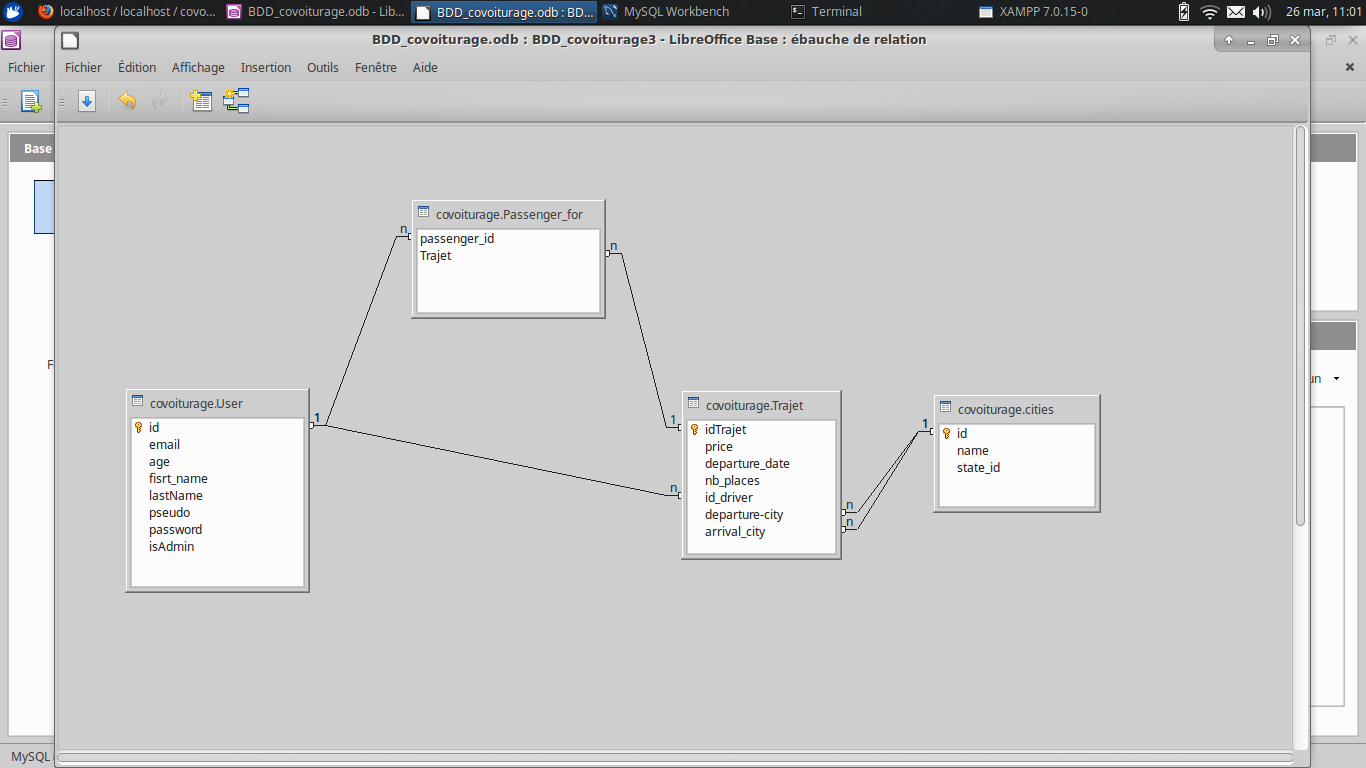 localhost / localhost / covo...
BDD_covoiturage.odb - Lib...
BDD_covoiturage.odb : BD...
MySQL Workbench
Terminal
XAMPP 7.0.15-0
26 mar, 11:01
BDD_covoiturage.odb : BDD_covoiturage3 - LibreOffice Base : ébauche de relation
Fichier
Fichier Édition Affichage Insertion Outils Fenêtre Aide
Base
F
un
MySQL
covoiturage.Passenger_for
passenger_id
Trajet
n
n
covoiturage.User
id
email
age
fisrt_name
lastName
pseudo
password
isAdmin
1
covoiturage.Trajet
idTrajet
price
departure_date
nb_places
id_driver
departure-city
arrival_city
1
n
n
n
covoiturage.cities
id
name
state_id
1